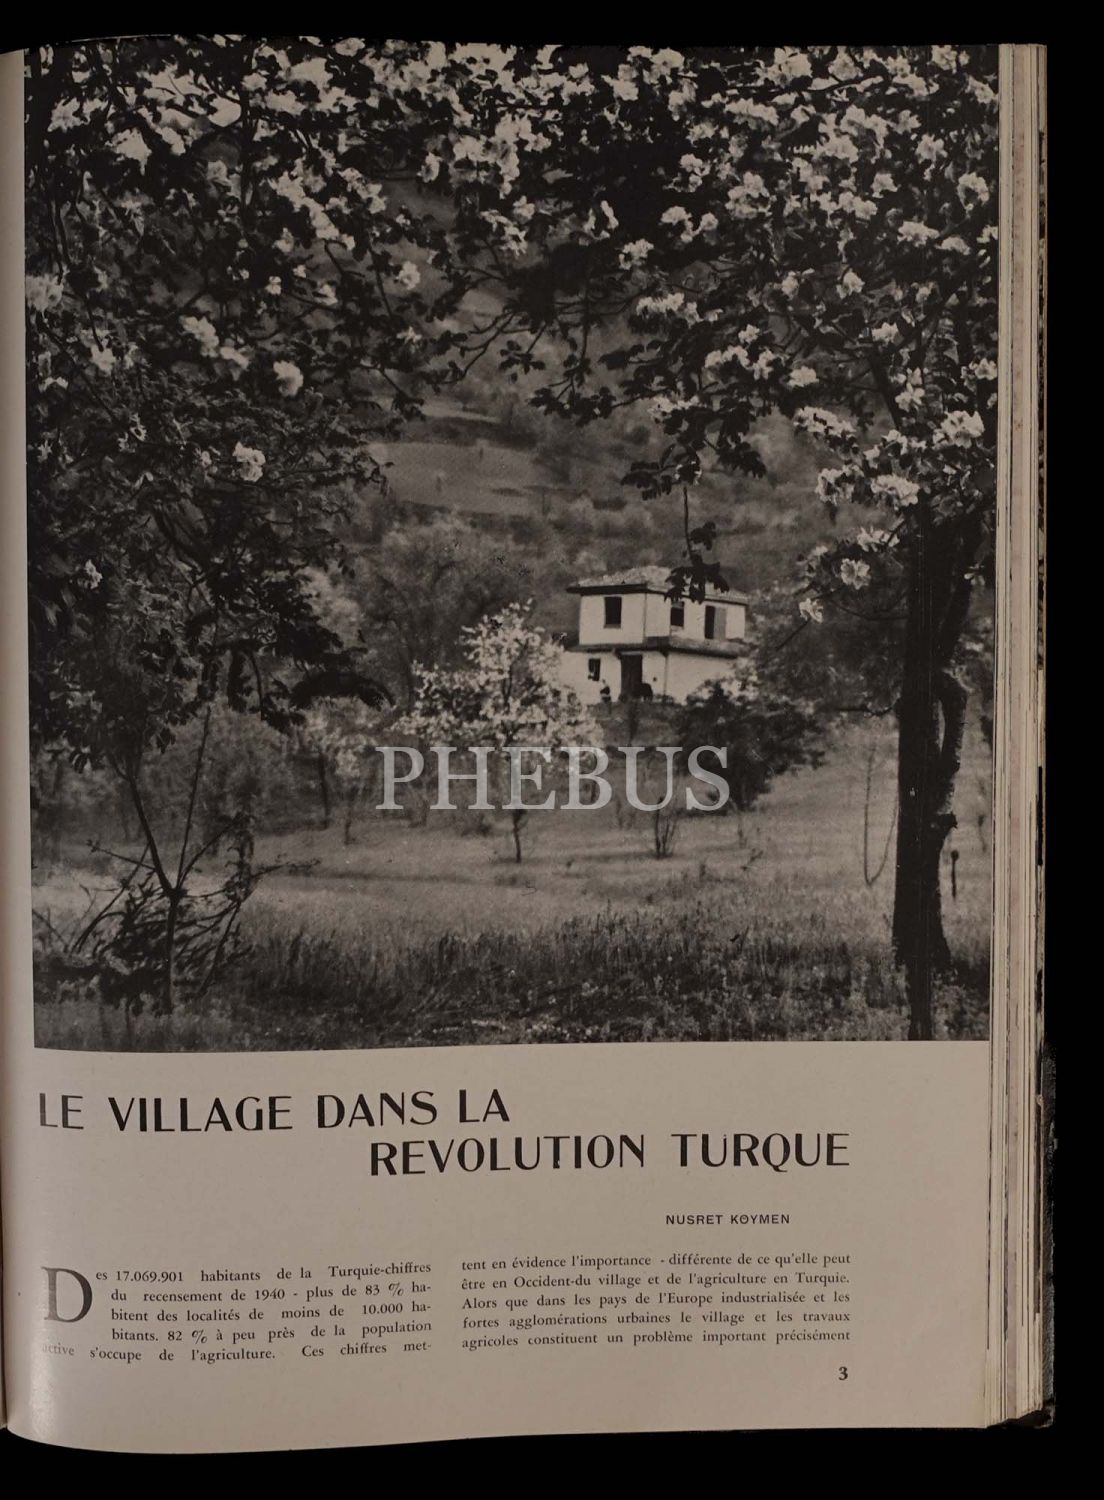 PHEBUS
LE VILLAGE DANS LA
REVOLUTION TURQUE
NUSRET KÖYMEN
Des 17.069.901 habitants de la Turquie-chiffres
du recensement de 1940 - plus de 83 % ha-
bitent des localités de moins de 10.000 ha-
bitants. 82 % à peu près de la population
active s'occupe de l'agriculture. Ces chiffres met-
tent en évidence l'importance - différente de ce qu'elle peut
être en Occident-du village et de l'agriculture en Turquie.
Alors que dans les pays de l'Europe industrialisée et les
fortes agglomérations urbaines le village et les travaux
agricoles constituent un problème important précisément
3